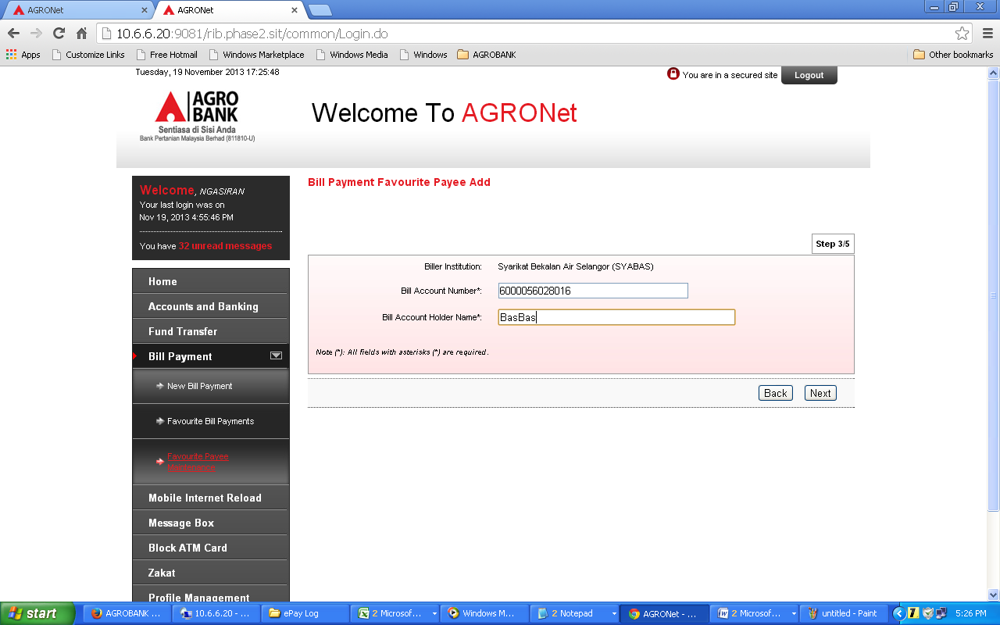 AGRONet
AGRONet
10.6.6.20:9081/rib.phase2.sit/common/Login.do
Apps Customize Links Free Hotmail Windows Marketplace Windows Media Windows AGROBANK Other bookmarks
Tuesday, 19 November 2013 17:25:48
You are in a secured site Logout
AGRO
BANK
Sentiasa di Sisi Anda
Bank Pertanian Malaysia Berhad (811810-U)
Welcome To AGRONet
Welcome, NGASIRAN
Your last login was on
Nov 19, 2013 4:55:46 PM
You have 32 unread messages
Home
Accounts and Banking
Fund Transfer
Bill Payment
New Bill Payment
Favourite Bill Payments
Favourite Payee
Maintenance
Mobile Internet Reload
Message Box
Block ATM Card
Zakat
Profile Management
Bill Payment Favourite Payee Add
Step 3/5
Biller Institution: Syarikat Bekalan Air Selangor (SYABAS)
Bill Account Number*: 6000056028016
Bill Account Holder Name*: BasBas
Note (*): All fields with asterisks (*) are required.
Back Next
start AGROBANK ... 10.6.6.20 - ... ePay Log 2 Microsof... Windows M... 2 Notepad AGRONet - ... 2 Microsof... untitled - Paint 5:26 PM